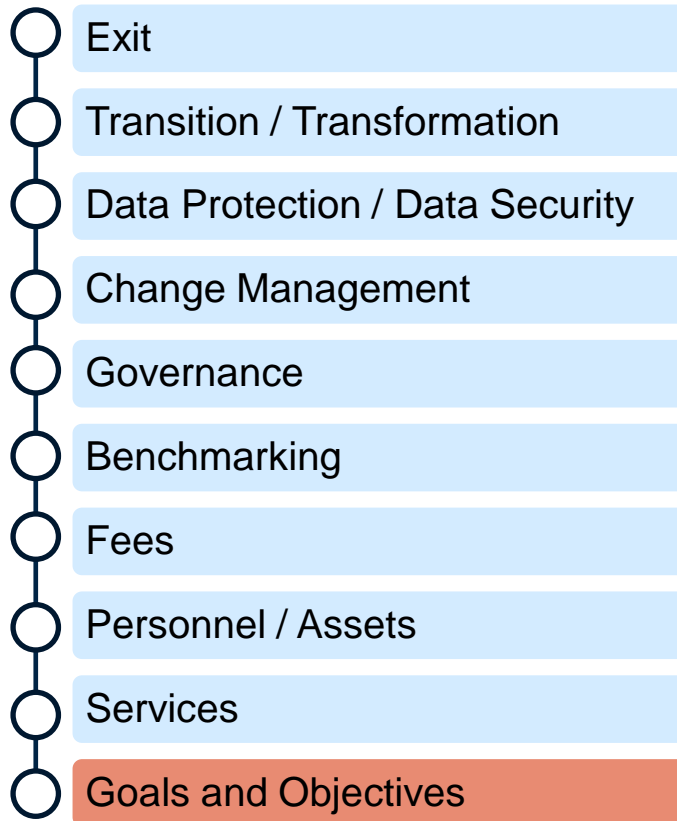 Exit
Transition / Transformation
Data Protection / Data Security
Change Management
Governance
Benchmarking
Fees
Personnel / Assets
Services
Goals and Objectives